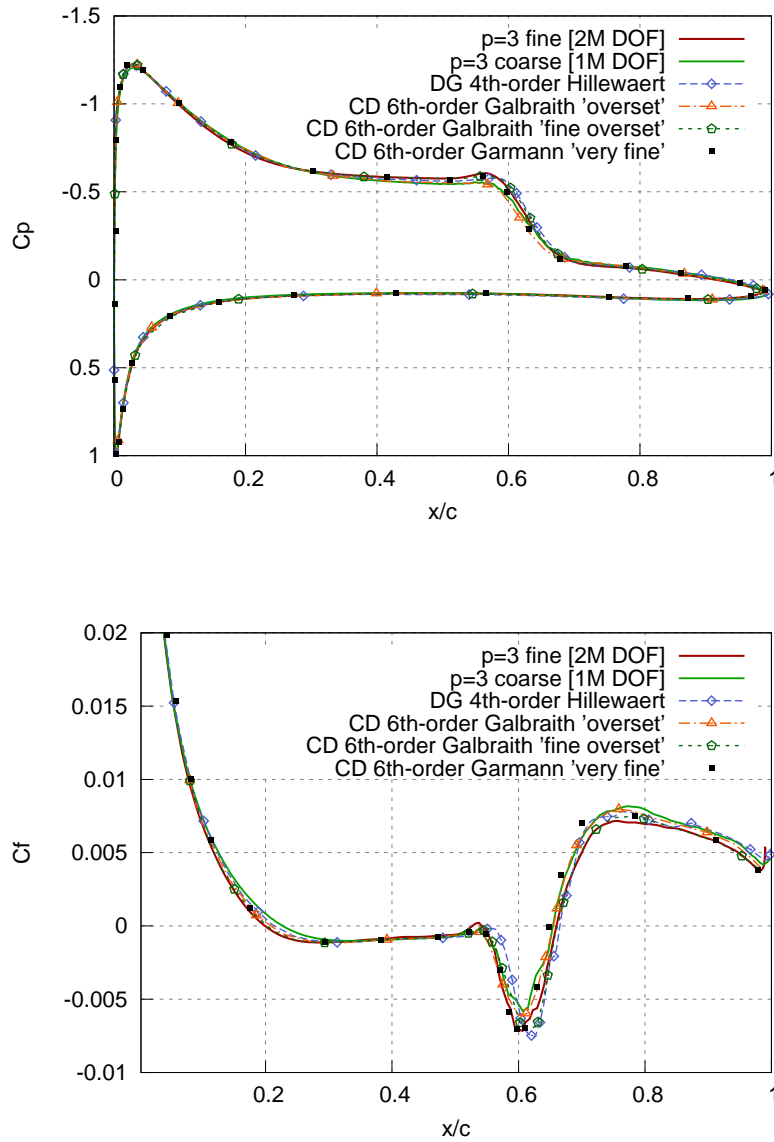 -1.5
-1
-0.5
0
0.5
1
Cp
p=3 fine [2M DOF]
p=3 coarse [1M DOF]
DG 4th-order Hillewaert
CD 6th-order Galbraith 'overset'
CD 6th-order Galbraith 'fine overset'
CD 6th-order Garmann 'very fine'
0 0.2 0.4 0.6 0.8 1
x/c
0.02
0.015
0.01
0.005
0
-0.005
-0.01
Cf
p=3 fine [2M DOF]
p=3 coarse [1M DOF]
DG 4th-order Hillewaert
CD 6th-order Galbraith 'overset'
CD 6th-order Galbraith 'fine overset'
CD 6th-order Garmann 'very fine'
0.2 0.4 0.6 0.8 1
x/c